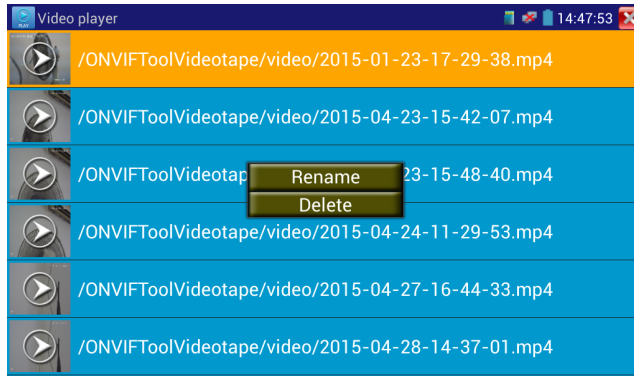 PLAY
Video player
14:47:53
/ONVIFToolVideotape/video/2015-01-23-17-29-38.mp4
/ONVIFToolVideotape/video/2015-04-23-15-42-07.mp4
/ONVIFToolVideotap 23-15-48-40.mp4
Rename
Delete
/ONVIFToolVideotape/video/2015-04-24-11-29-53.mp4
/ONVIFToolVideotape/video/2015-04-27-16-44-33.mp4
/ONVIFToolVideotape/video/2015-04-28-14-37-01.mp4